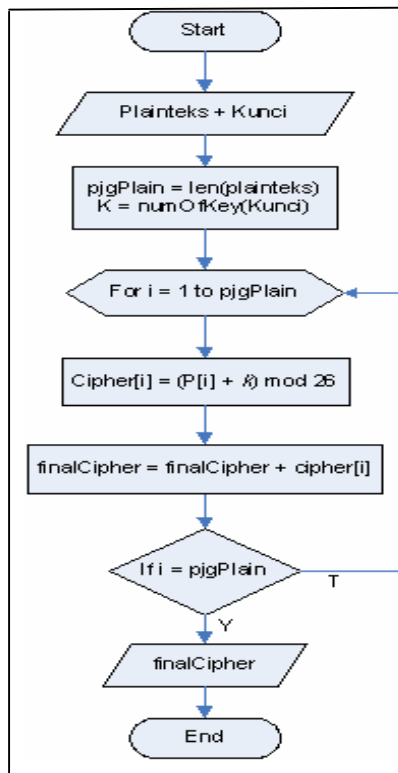 Start
Plainteks + Kunci
pjgPlain = len(plainteks)
K = numOfKey(Kunci)
For i = 1 to pjgPlain
Cipher[i] = (P[i] + k) mod 26
finalCipher = finalCipher + cipher[i]
If i = pjgPlain
T
Y
finalCipher
End